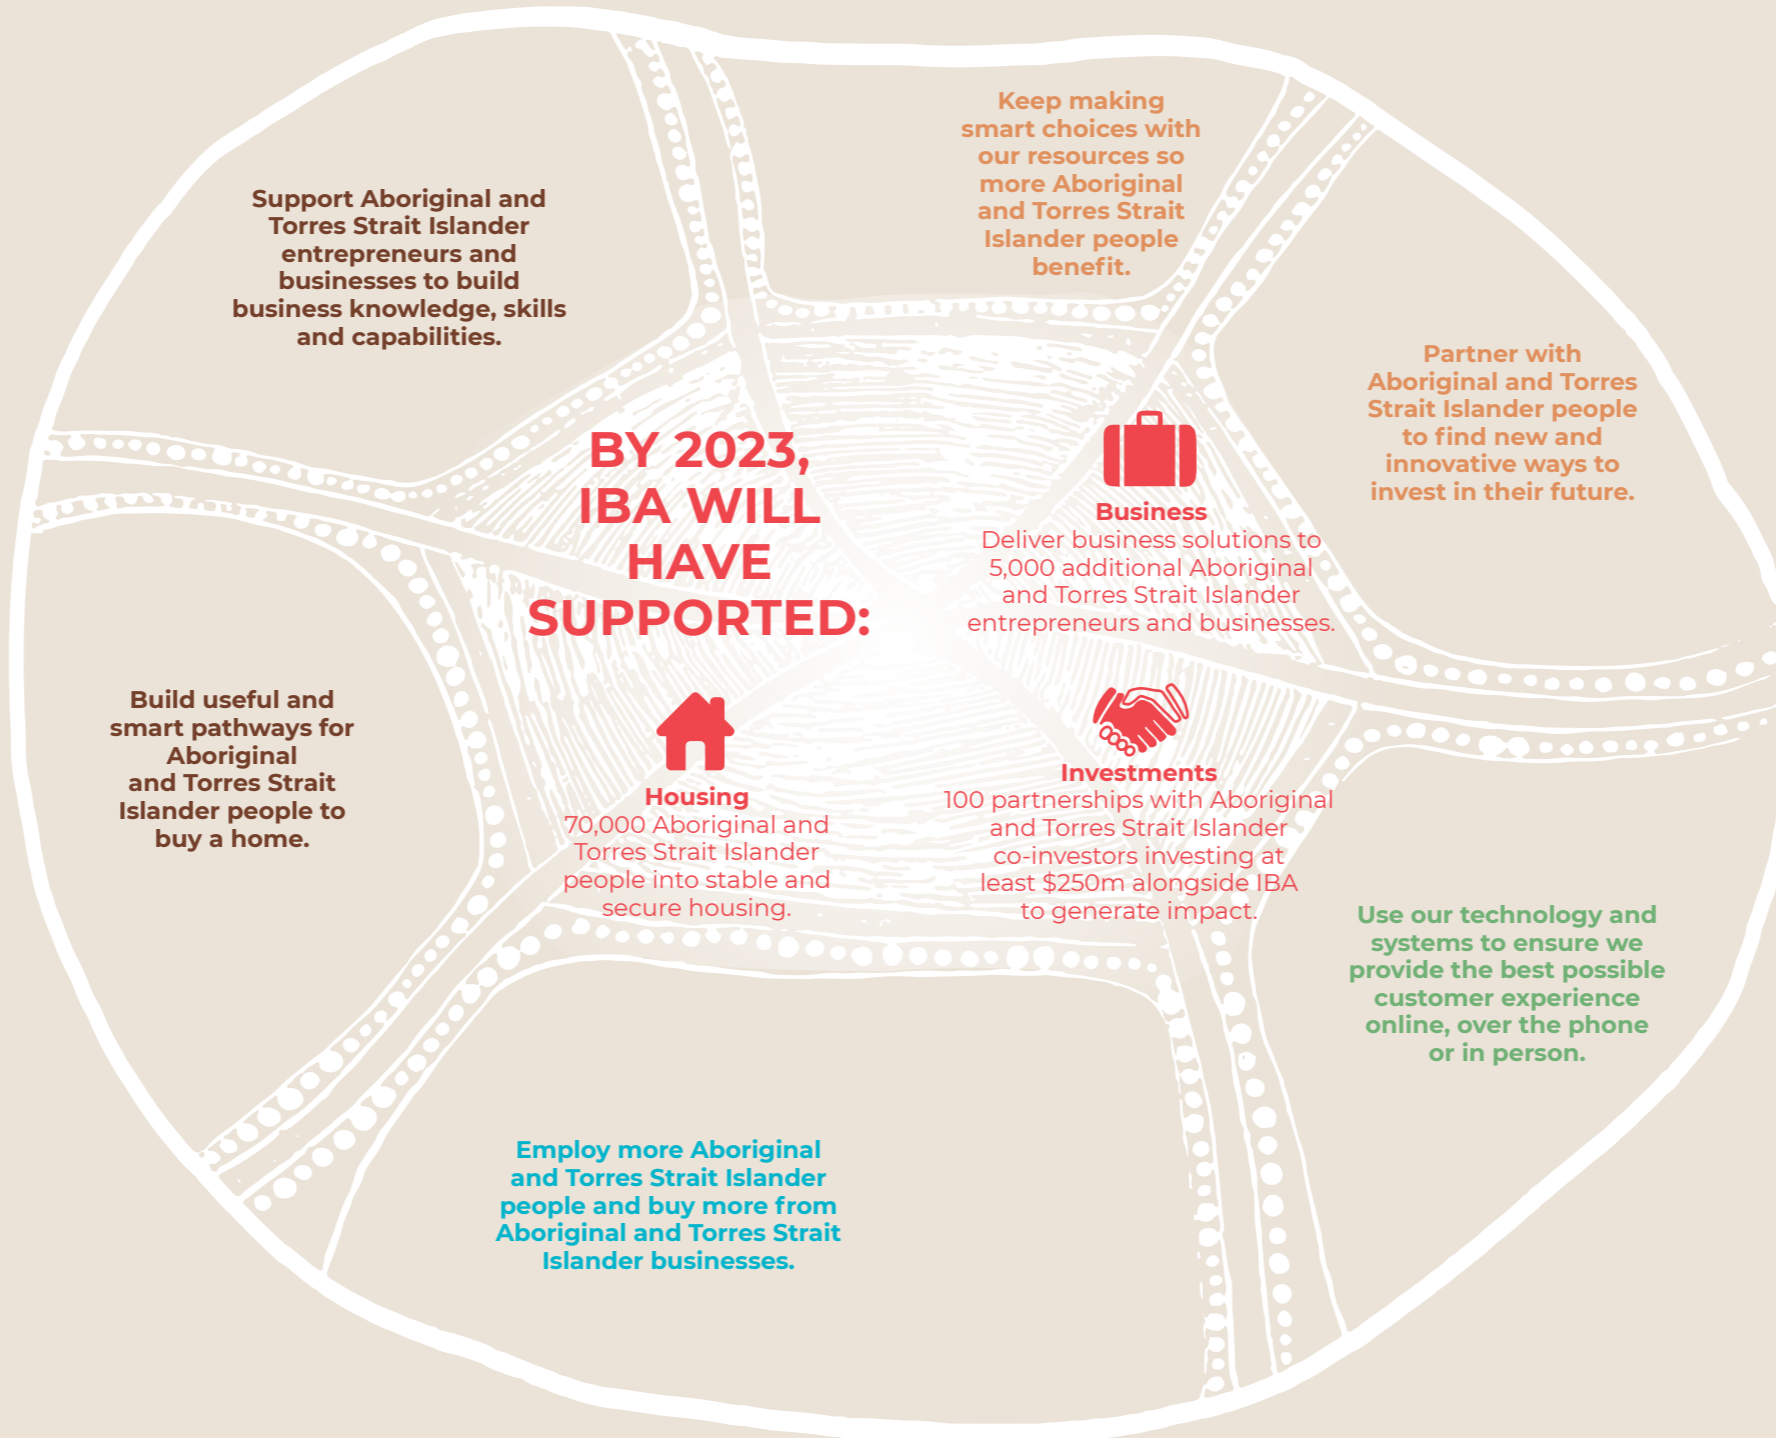 Keep making
smart choices with
our resources so
more Aboriginal
and Torres Strait
Islander people
benefit.
Support Aboriginal and
Torres Strait Islander
entrepreneurs and
businesses to build
business knowledge, skills
and capabilities.
Partner with
Aboriginal and Torres
Strait Islander people
to find new and
innovative ways to
invest in their future.
BY 2023,
IBA WILL
HAVE
SUPPORTED:
Business
Deliver business solutions to
5,000 additional Aboriginal
and Torres Strait Islander
entrepreneurs and businesses.
Build useful and
smart pathways for
Aboriginal
and Torres Strait
Islander people to
buy a home.
Housing
70,000 Aboriginal and
Torres Strait Islander
people into stable and
secure housing.
Investments
100 partnerships with Aboriginal
and Torres Strait Islander
co-investors investing at
least $250m alongside IBA
to generate impact.
Use our technology and
systems to ensure we
provide the best possible
customer experience
online, over the phone
or in person.
Employ more Aboriginal
and Torres Strait Islander
people and buy more from
Aboriginal and Torres Strait
Islander businesses.